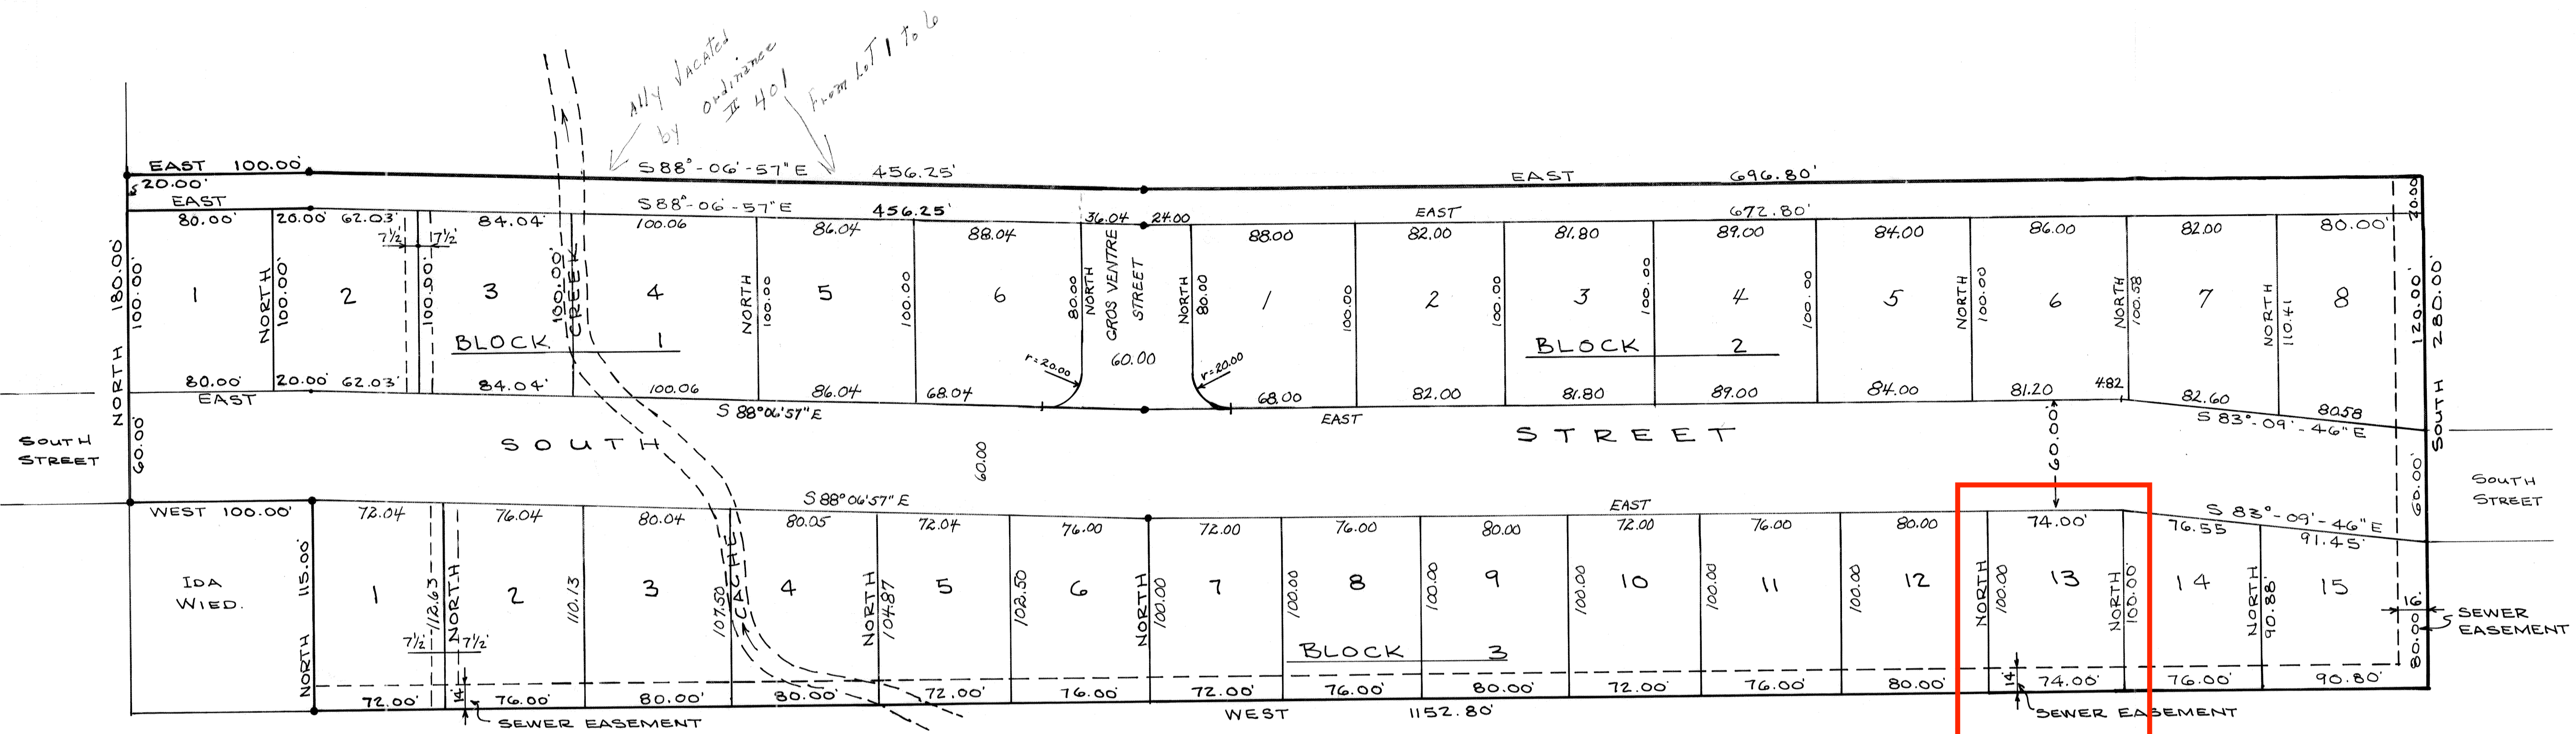 Ally Vacated
by ordinance
II 401
From LoT 1 to 6
EAST 100.00'
S 88° - 06' - 57" E 456.25'
EAST 696.80'
20.00'
EAST
S 88° - 06' - 57" E 456.25'
36.04 24.00
EAST 672.80'
20.00
80.00' 20.00' 62.03' 84.04' 100.06 86.04 88.04 88.00 82.00 81.80 89.00 84.00 86.00 82.00 80.00'
7½' 7½'
NORTH 180.00'
100.00'
1
NORTH
100.00'
2
100.00'
3
100.00'
CREEK
4
NORTH
100.00
5
100.00
6
80.00
NORTH
GROS VENTRE
STREET
NORTH
80.00
1
100.00
2
100.00
3
100.00
4
100.00
5
NORTH
100.00
6
NORTH
100.58
7
NORTH
110.41
8
120.00'
SOUTH 280.00'
BLOCK 1
BLOCK 2
r=20.00
60.00
r=20.00
80.00' 20.00' 62.03' 84.04' 100.06 86.04 68.04 68.00 82.00 81.80 89.00 84.00 81.20 4.82 82.60 80.58
EAST
S 88°06'57" E
EAST
S 83° - 09' - 46" E
SOUTH
STREET
60.00'
SOUTH STREET
60.00
60.00'
60.00'
SOUTH
STREET
WEST 100.00'
S 88°06'57" E
EAST
S 83° - 09' - 46" E
72.04 76.04 80.04 80.05 72.04 76.00 72.00 76.00 80.00 72.00 76.00 80.00 74.00' 76.55 91.45'
IDA
WIED.
NORTH 115.00'
1
112.63
NORTH
2
110.13
3
107.50
CACHE
4
NORTH
104.87
5
102.50
6
NORTH
100.00
7
100.00
8
100.00
9
100.00
10
100.00
11
100.00
12
NORTH
100.00
13
NORTH
100.00'
14
NORTH
90.88'
15
16.
80.00'
SEWER
EASEMENT
7½' 7½'
BLOCK 3
14'
14'
72.00' 76.00' 80.00' 80.00' 72.00' 76.00' 72.00' 76.00' 80.00' 72.00' 76.00' 80.00' 74.00' 76.00' 90.80'
SEWER EASEMENT
WEST 1152.80'
SEWER EASEMENT